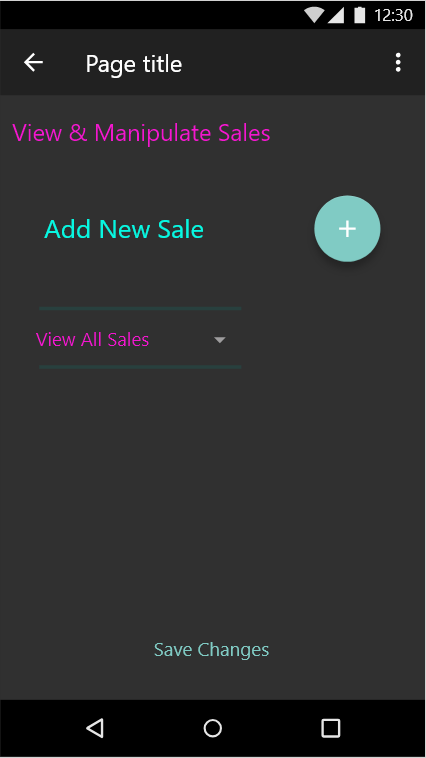 12:30
Page title
View & Manipulate Sales
Add New Sale
View All Sales
Save Changes